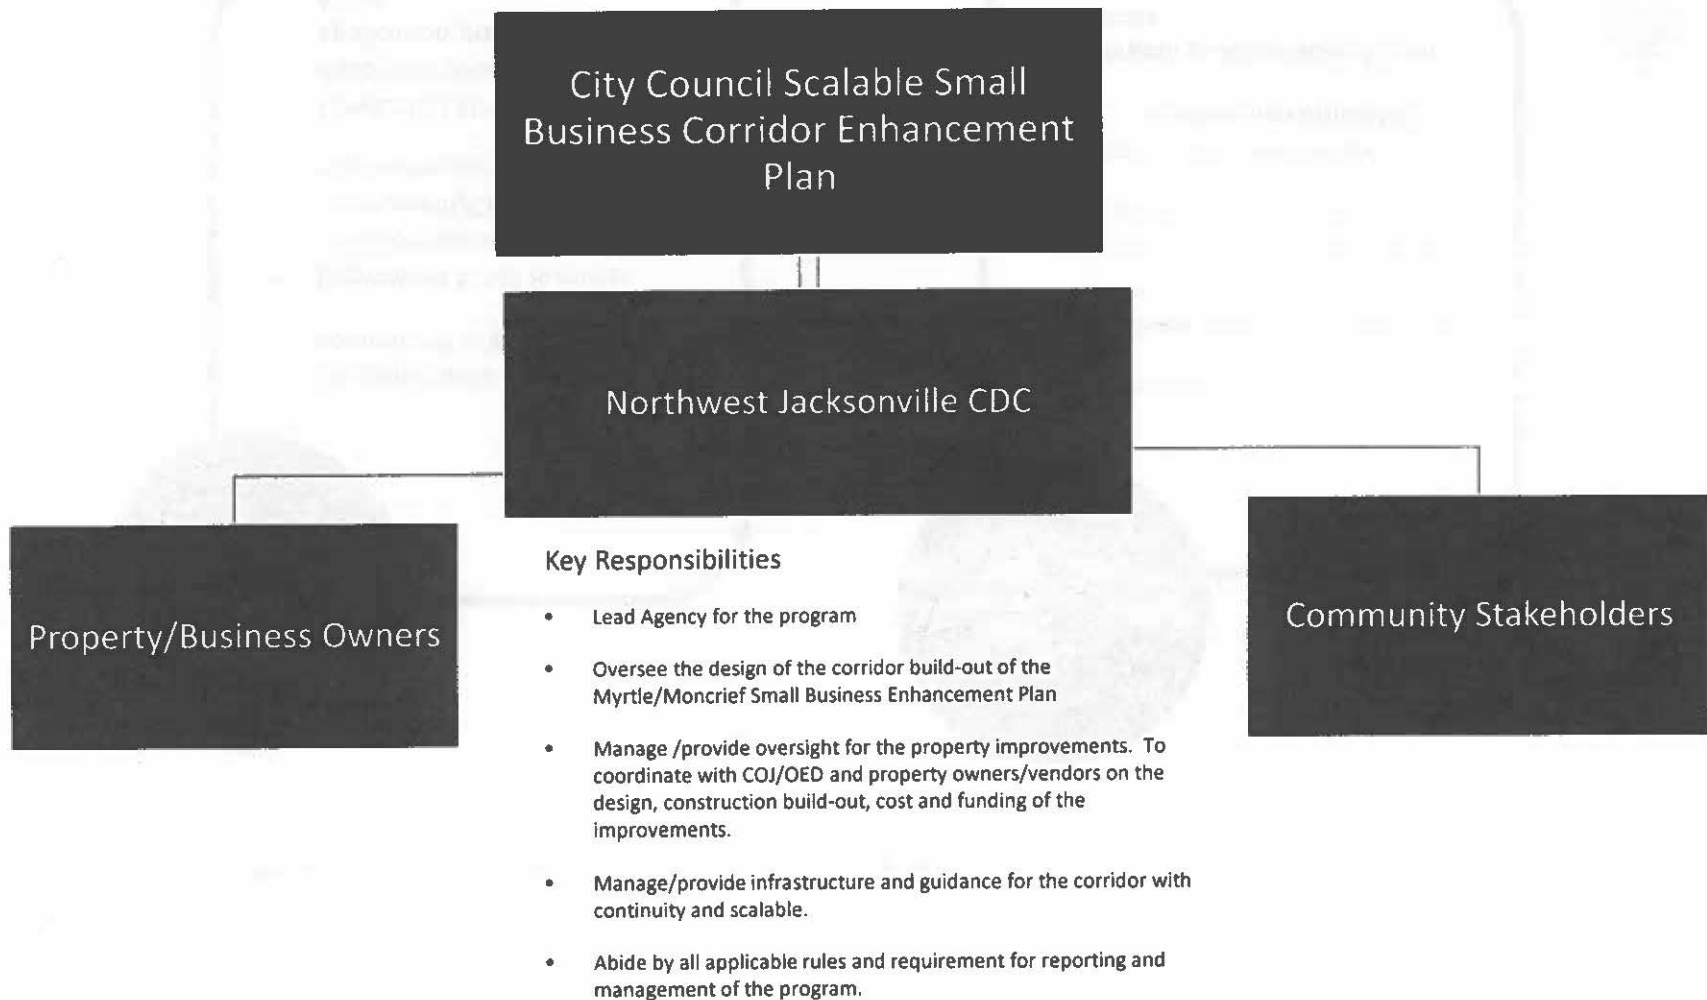 City Council Scalable Small
Business Corridor Enhancement
Plan
Northwest Jacksonville CDC
Property/Business Owners
Community Stakeholders
Key Responsibilities
• Lead Agency for the program
• Oversee the design of the corridor build-out of the
Myrtle/Moncrief Small Business Enhancement Plan
• Manage /provide oversight for the property improvements. To
coordinate with COJ/OED and property owners/vendors on the
design, construction build-out, cost and funding of the
improvements.
• Manage/provide infrastructure and guidance for the corridor with
continuity and scalable.
• Abide by all applicable rules and requirement for reporting and
management of the program.